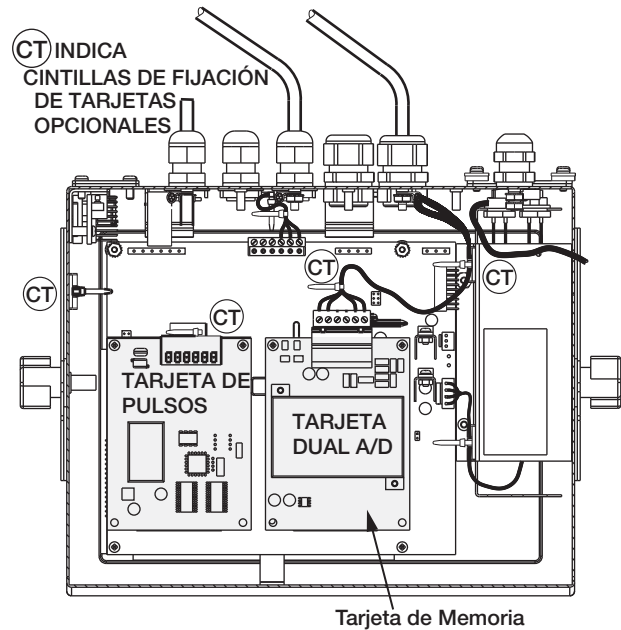 CT INDICA
CINTILLAS DE FIJACIÓN
DE TARJETAS
OPCIONALES
CT
CT
CT
CT
TARJETA DE
PULSOS
TARJETA
DUAL A/D
Tarjeta de Memoria